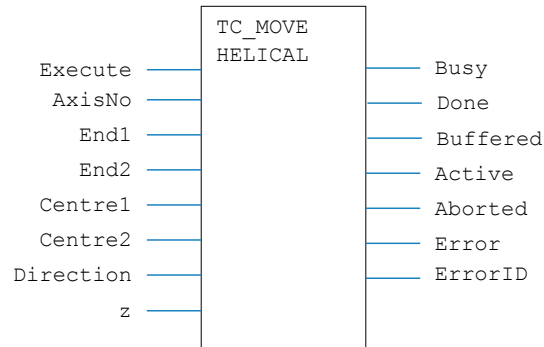 TC_MOVE
HELICAL
Execute
AxisNo
End1
End2
Centre1
Centre2
Direction
z
Busy
Done
Buffered
Active
Aborted
Error
ErrorID